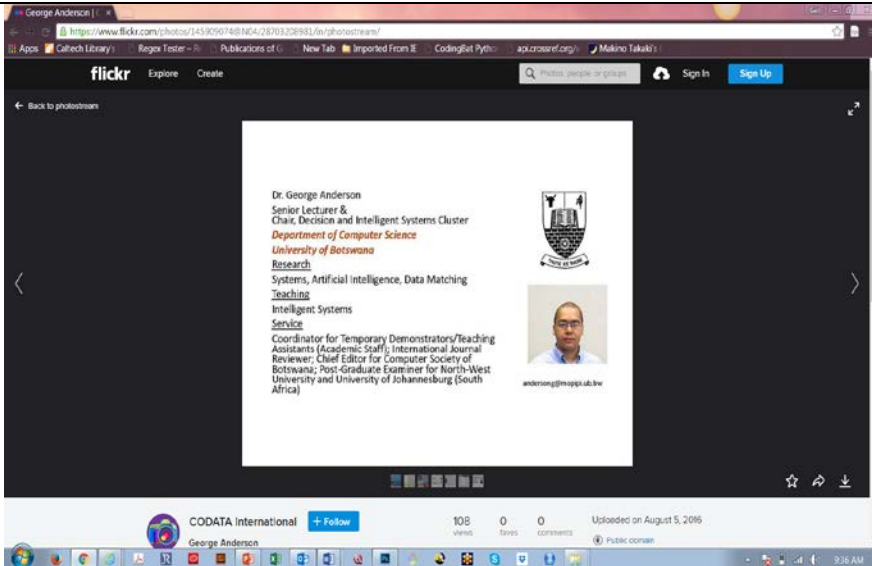 George Anderson |
https://www.flickr.com/photos/145909074@N04/28703208981/in/photostream/
Apps Caltech Library's Regex Tester – Publications of G New Tab Imported From IE CodingBat Pytho api.crossref.org/ Makino Takaki's
flickr Explore Create Photos, people or groups Sign In Sign Up
Back to photostream
Dr. George Anderson
Senior Lecturer &
Chair, Decision and Intelligent Systems Cluster
Department of Computer Science
University of Botswana
Research
Systems, Artificial Intelligence, Data Matching
Teaching
Intelligent Systems
Service
Coordinator for Temporary Demonstrators/Teaching
Assistants (Academic Staff); International Journal
Reviewer; Chief Editor for Computer Society of
Botswana; Post-Graduate Examiner for North-West
University and University of Johannesburg (South
Africa)
andersong@mopipi.ub.bw
CODATA International + Follow
George Anderson
108
views
0
faves
0
comments
Uploaded on August 5, 2016
Public domain
9:36 AM